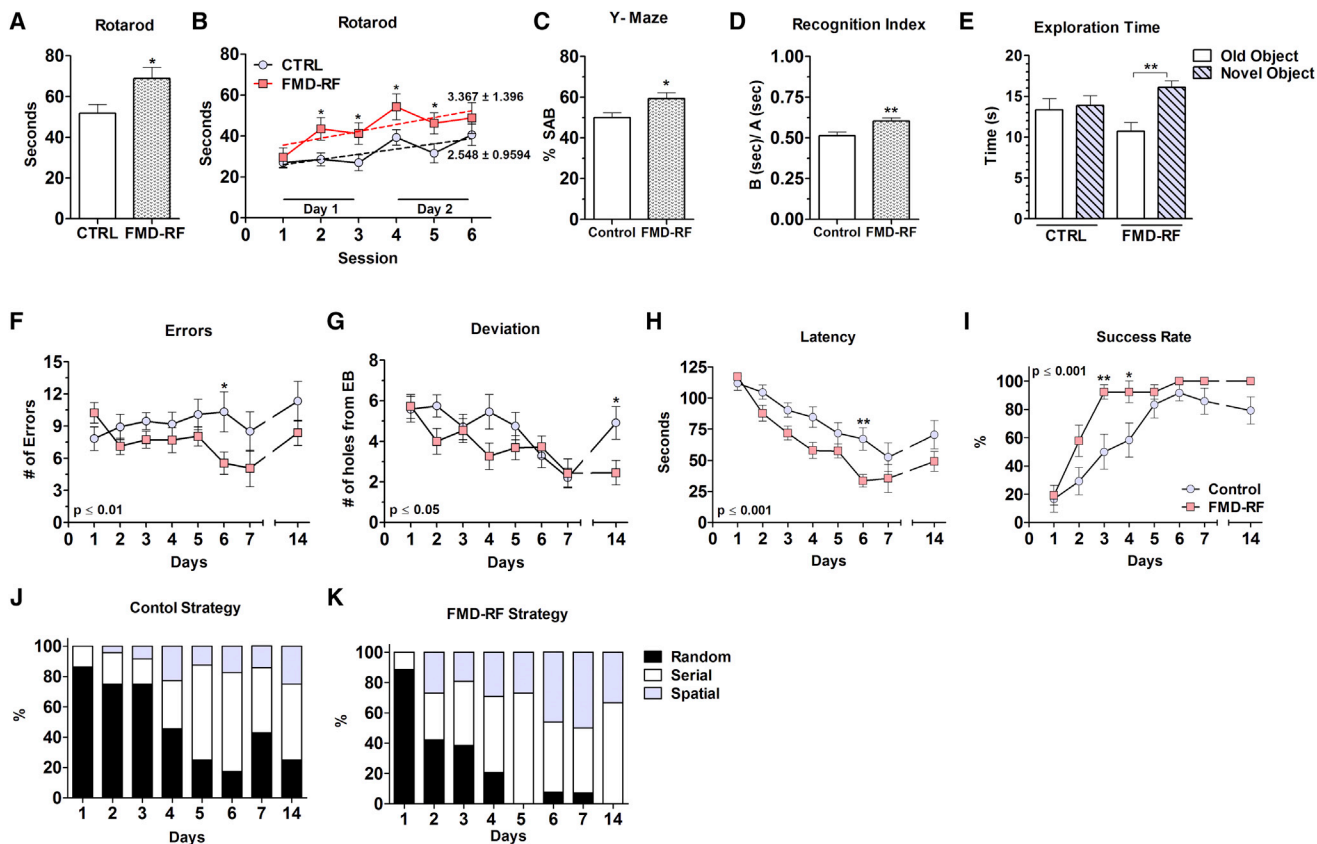 A
Rotarod
Seconds
80
60
40
20
0
CTRL FMD-RF
*
B
Rotarod
Seconds
80
60
40
20
0
CTRL
FMD-RF
* * * *
3.367 ± 1.396
2.548 ± 0.9594
Day 1 Day 2
1 2 3 4 5 6
Session
C
Y- Maze
% SAB
80
60
40
20
0
Control FMD-RF
*
D
Recognition Index
B (sec)/ A (sec)
1.00
0.75
0.50
0.25
0.00
Control FMD-RF
**
E
Exploration Time
Time (s)
20
15
10
5
0
CTRL FMD-RF
**
Old Object
Novel Object
F
Errors
# of Errors
15
12
9
6
3
0
*
p ≤ 0.01
0 1 2 3 4 5 6 7 14
Days
G
Deviation
# of holes from EB
8
6
4
2
0
*
p ≤ 0.05
0 1 2 3 4 5 6 7 14
Days
H
Latency
Seconds
125
100
75
50
25
0
**
p ≤ 0.001
0 1 2 3 4 5 6 7 14
Days
I
Success Rate
%
100
80
60
40
20
0
p ≤ 0.001
** *
Control
FMD-RF
0 1 2 3 4 5 6 7 14
Days
J
Contol Strategy
%
100
80
60
40
20
0
1 2 3 4 5 6 7 14
Days
K
FMD-RF Strategy
%
100
80
60
40
20
0
1 2 3 4 5 6 7 14
Days
Random
Serial
Spatial